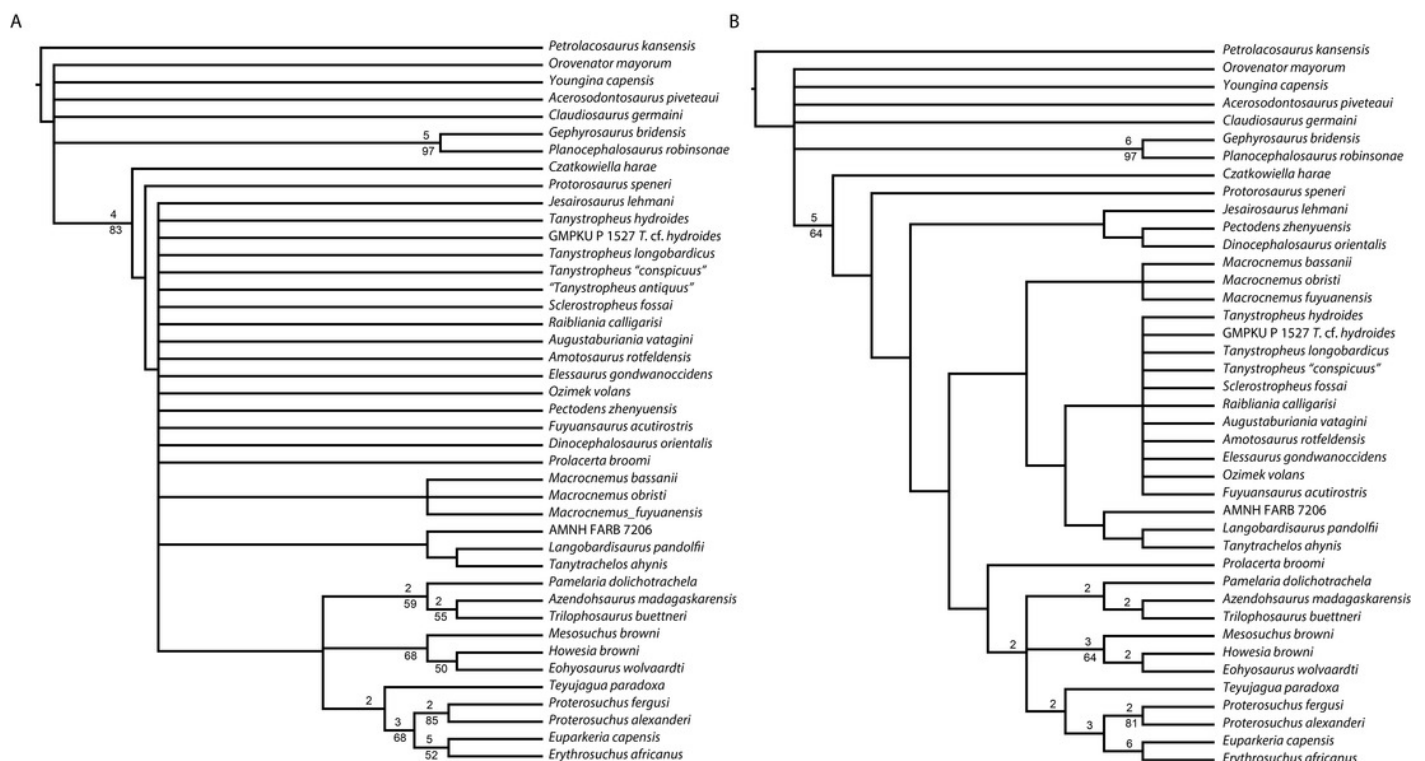 A
Petrolacosaurus kansensis
Orovenator mayorum
Youngina capensis
Acerosodontosaurus piveteaui
Claudiosaurus germaini
5
Gephyrosaurus bridensis
97
Planocephalosaurus robinsonae
Czatkowiella harae
Protorosaurus speneri
4
83
Jesairosaurus lehmani
Tanystropheus hydroides
GMPKU P 1527 T. cf. hydroides
Tanystropheus longobardicus
Tanystropheus "conspicuus"
"Tanystropheus antiquus"
Sclerostropheus fossai
Raibliania calligarisi
Augustaburiania vatagini
Amotosaurus rotfeldensis
Elessaurus gondwanoccidens
Ozimek volans
Pectodens zhenyuensis
Fuyuansaurus acutirostris
Dinocephalosaurus orientalis
Prolacerta broomi
Macrocnemus bassanii
Macrocnemus obristi
Macrocnemus_fuyuanensis
AMNH FARB 7206
Langobardisaurus pandolfii
Tanytrachelos ahynis
Pamelaria dolichotrachela
2
59
2
Azendohsaurus madagaskarensis
55
Trilophosaurus buettneri
Mesosuchus browni
68
Howesia browni
50
Eohyosaurus wolvaardti
Teyujagua paradoxa
2
2
Proterosuchus fergusi
85
Proterosuchus alexanderi
3
68
5
Euparkeria capensis
52
Erythrosuchus africanus
B
Petrolacosaurus kansensis
Orovenator mayorum
Youngina capensis
Acerosodontosaurus piveteaui
Claudiosaurus germaini
6
Gephyrosaurus bridensis
97
Planocephalosaurus robinsonae
Czatkowiella harae
Protorosaurus speneri
5
64
Jesairosaurus lehmani
Pectodens zhenyuensis
Dinocephalosaurus orientalis
Macrocnemus bassanii
Macrocnemus obristi
Macrocnemus fuyuanensis
Tanystropheus hydroides
GMPKU P 1527 T. cf. hydroides
Tanystropheus longobardicus
Tanystropheus "conspicuus"
Sclerostropheus fossai
Raibliania calligarisi
Augustaburiania vatagini
Amotosaurus rotfeldensis
Elessaurus gondwanoccidens
Ozimek volans
Fuyuansaurus acutirostris
AMNH FARB 7206
Langobardisaurus pandolfii
Tanytrachelos ahynis
Prolacerta broomi
Pamelaria dolichotrachela
2
2
Azendohsaurus madagaskarensis
Trilophosaurus buettneri
Mesosuchus browni
2
3
64
2
Howesia browni
Eohyosaurus wolvaardti
Teyujagua paradoxa
2
2
Proterosuchus fergusi
81
Proterosuchus alexanderi
3
6
Euparkeria capensis
Erythrosuchus africanus